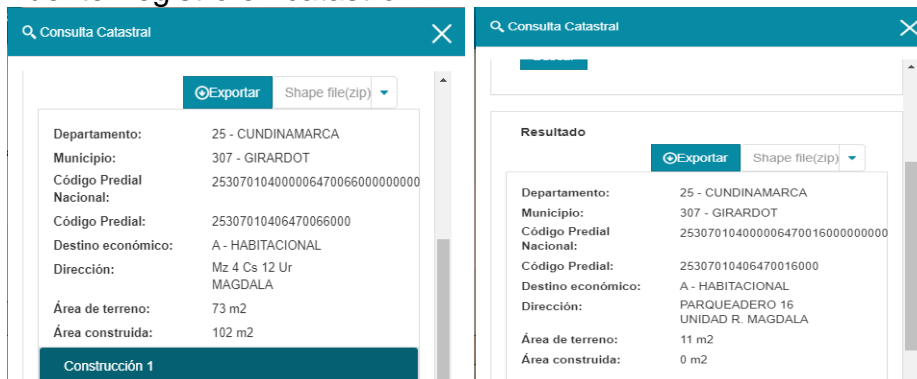 Consulta Catastral
Exportar Shape file(zip)
Departamento: 25 - CUNDINAMARCA
Municipio: 307 - GIRARDOT
Código Predial 253070104000006470066000000000
Nacional:
Código Predial: 25307010406470066000
Destino económico: A - HABITACIONAL
Dirección: Mz 4 Cs 12 Ur
MAGDALA
Área de terreno: 73 m2
Área construida: 102 m2
Construcción 1
Consulta Catastral
Resultado
Exportar Shape file(zip)
Departamento: 25 - CUNDINAMARCA
Municipio: 307 - GIRARDOT
Código Predial 253070104000006470016000000000
Nacional:
Código Predial: 25307010406470016000
Destino económico: A - HABITACIONAL
Dirección: PARQUEADERO 16
UNIDAD R. MAGDALA
Área de terreno: 11 m2
Área construida: 0 m2